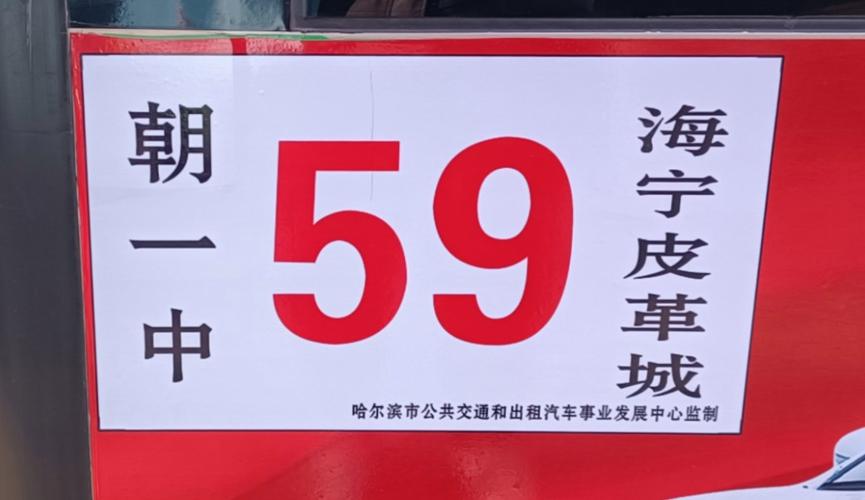 朝一中
59
海宁皮革城
哈尔滨市公共交通和出租汽车事业发展中心监制